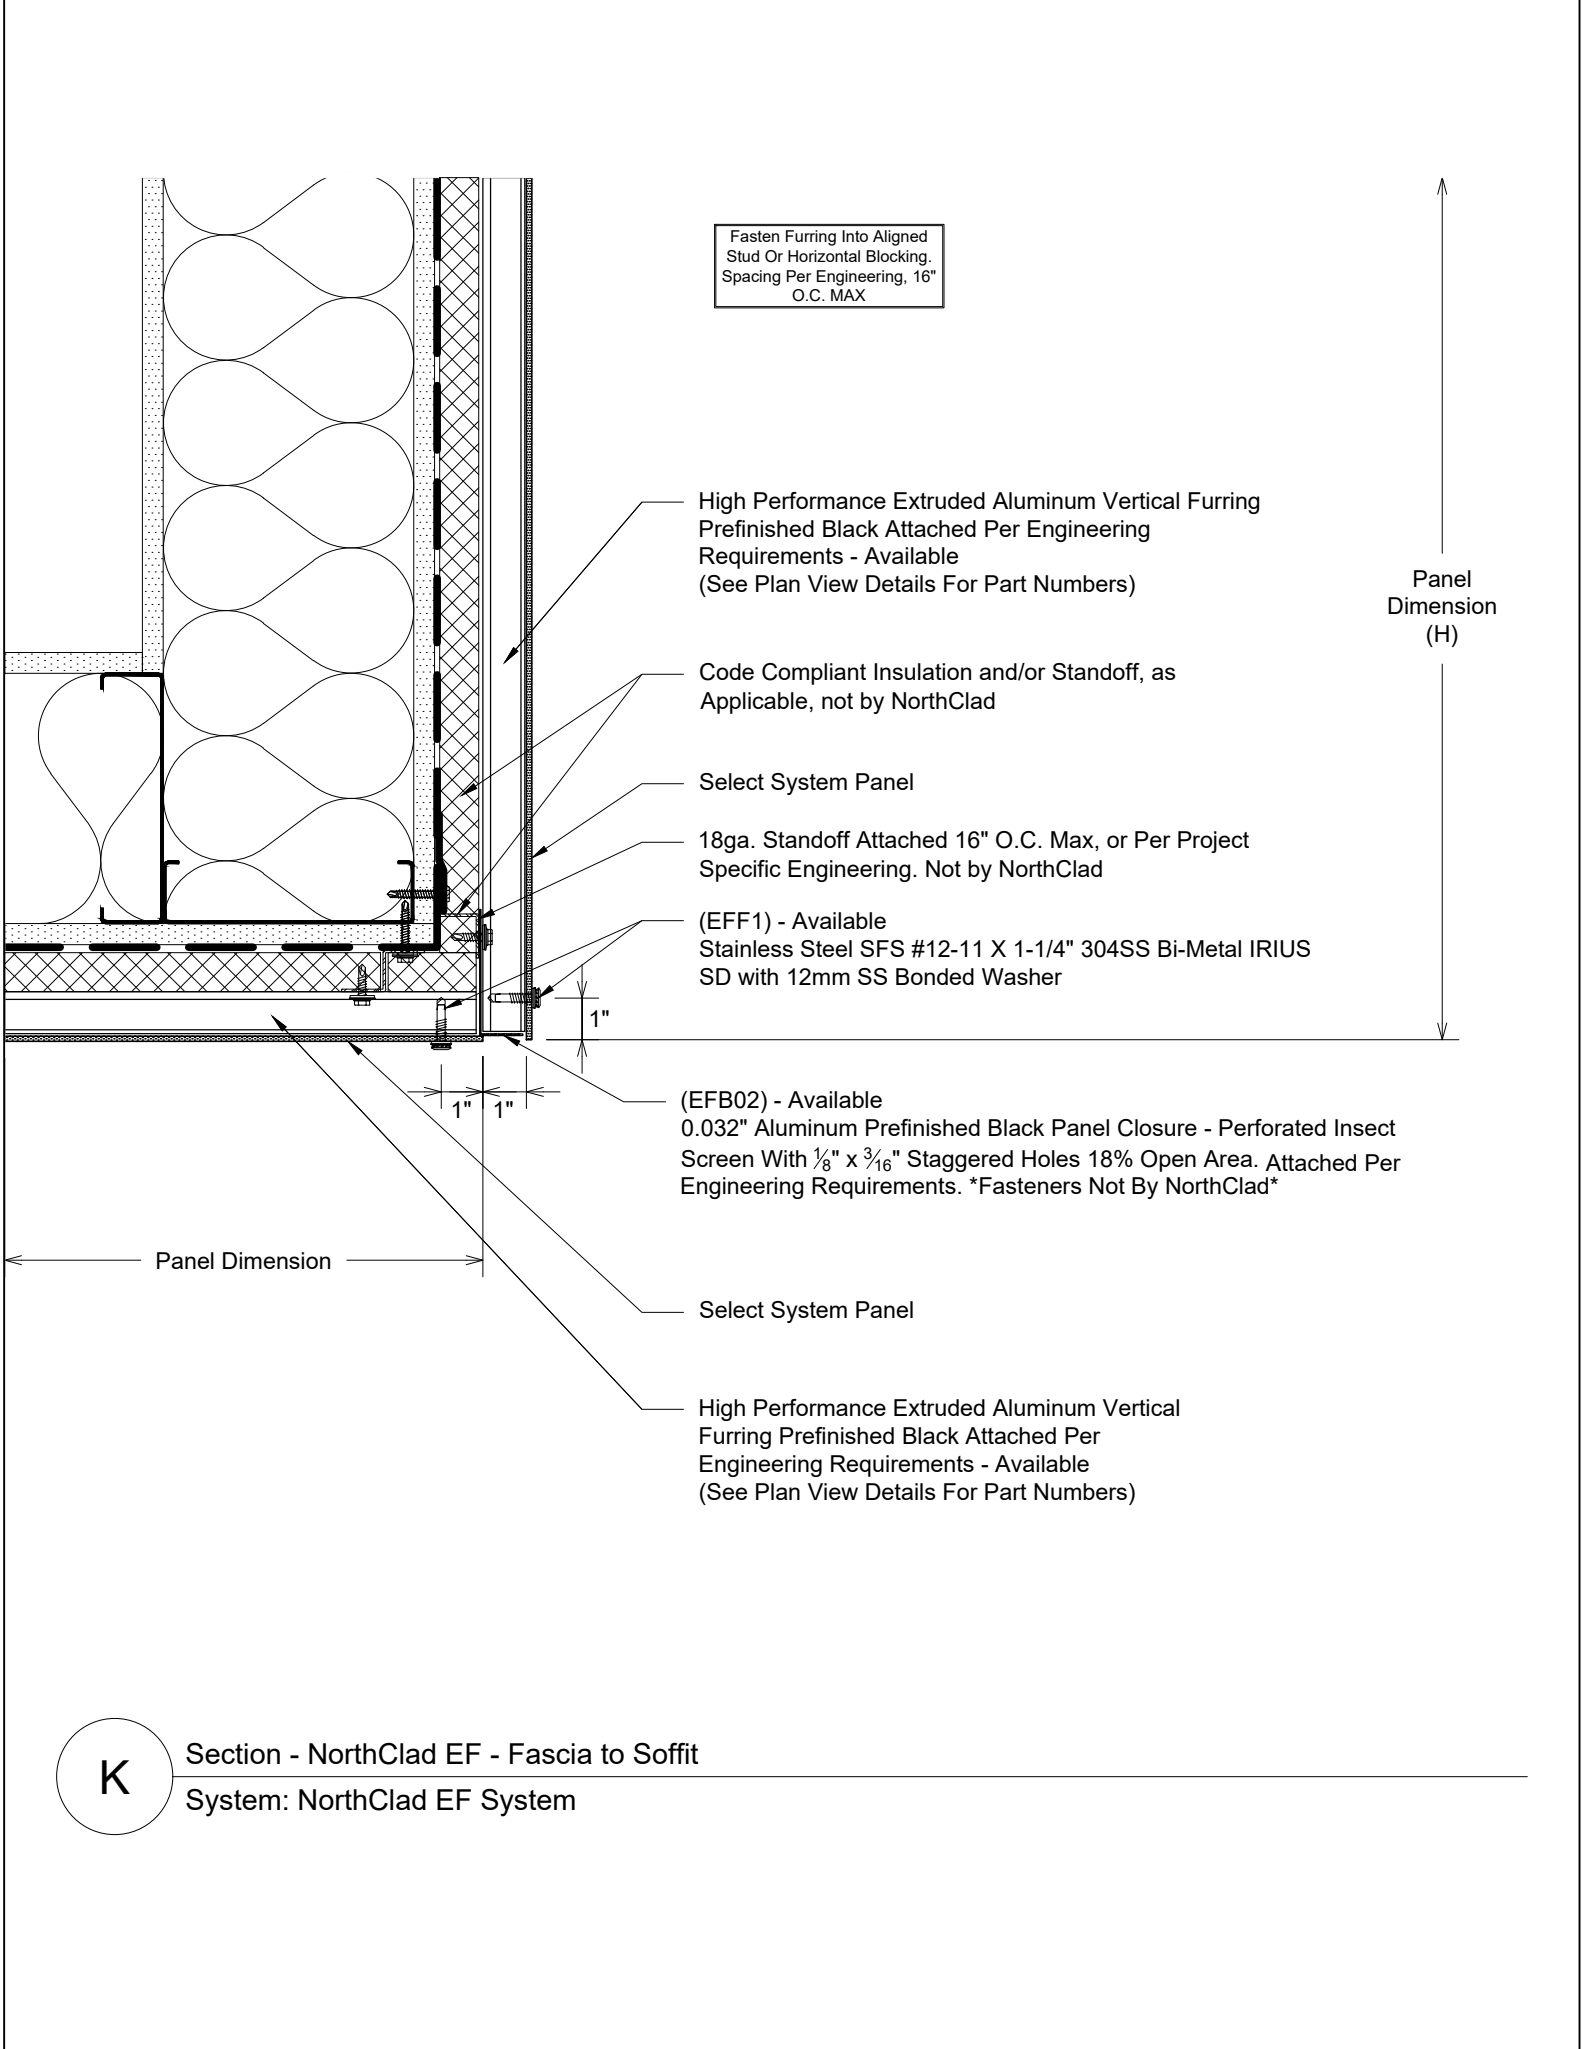 Fasten Furring Into Aligned
Stud Or Horizontal Blocking.
Spacing Per Engineering, 16"
O.C. MAX
High Performance Extruded Aluminum Vertical Furring
Prefinished Black Attached Per Engineering
Requirements - Available
(See Plan View Details For Part Numbers)
Panel
Dimension
(H)
Code Compliant Insulation and/or Standoff, as
Applicable, not by NorthClad
Select System Panel
18ga. Standoff Attached 16" O.C. Max, or Per Project
Specific Engineering. Not by NorthClad
(EFF1) - Available
Stainless Steel SFS #12-11 X 1-1/4" 304SS Bi-Metal IRIUS
SD with 12mm SS Bonded Washer
1"
1" 1"
(EFB02) - Available
0.032" Aluminum Prefinished Black Panel Closure - Perforated Insect
Screen With 1⁄8" x 3⁄16" Staggered Holes 18% Open Area. Attached Per
Engineering Requirements. *Fasteners Not By NorthClad*
Panel Dimension
Select System Panel
High Performance Extruded Aluminum Vertical
Furring Prefinished Black Attached Per
Engineering Requirements - Available
(See Plan View Details For Part Numbers)
K
Section - NorthClad EF - Fascia to Soffit
System: NorthClad EF System